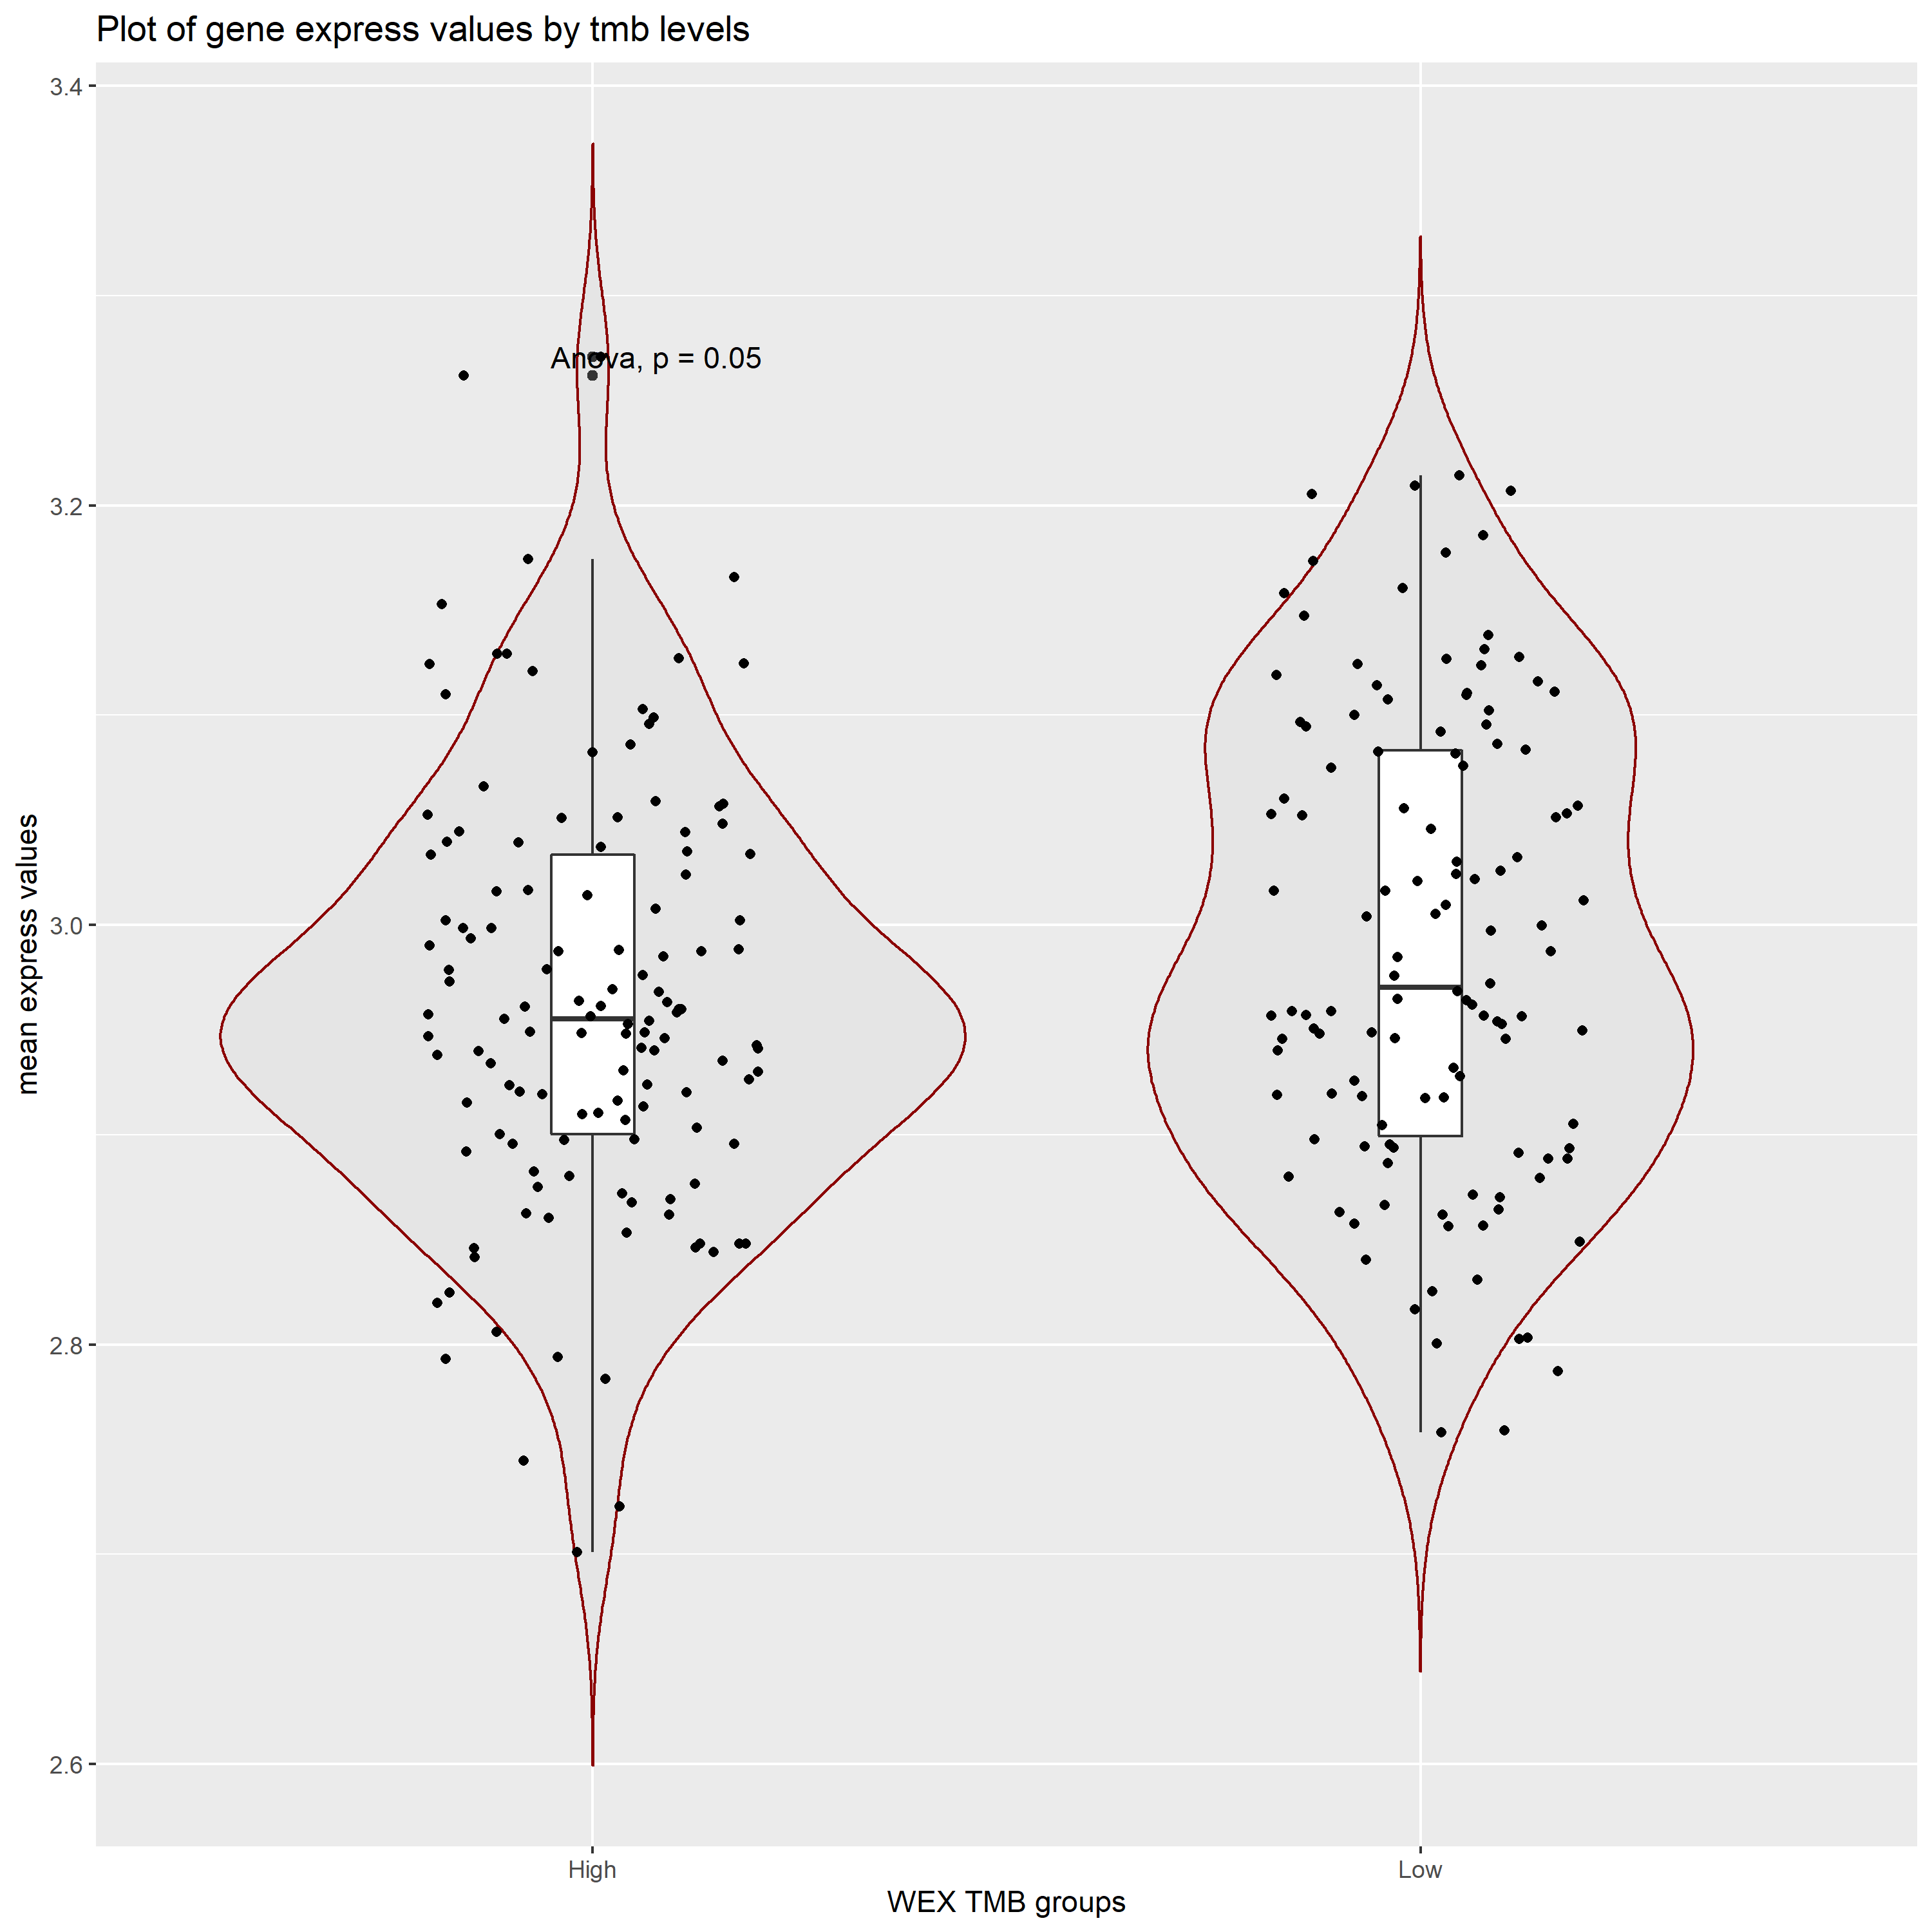 Plot of gene express values by tmb levels
3.4
Anova, p = 0.05
3.2
3.0
mean express values
2.8
2.6
High
Low
WEX TMB groups